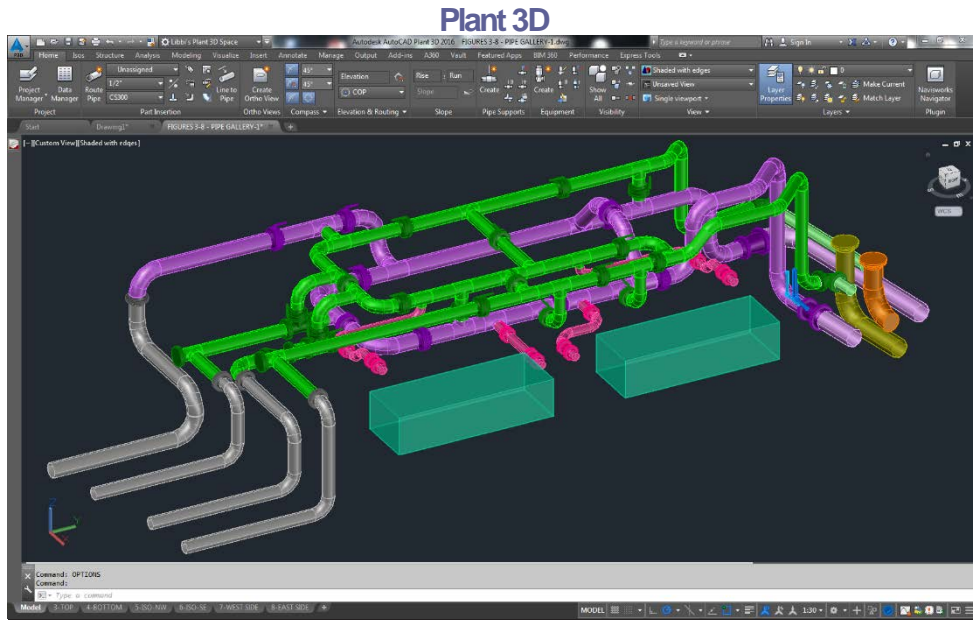 Plant 3D
Libbi's Plant 3D Space
Autodesk AutoCAD Plant 3D 2016 FIGURES 3-8 - PIPE GALLERY-1.dwg
Type a keyword or phrase
Sign In
Home Isos Structure Analysis Modeling Visualize Insert Annotate Manage Output Add-ins A360 Vault Featured Apps BIM 360 Performance Express Tools
Unassigned 45° Elevation Rise : Run Shaded with edges 0
1/2" 45° Unsaved View Make Current
Project Manager Data Manager Route Pipe CS300 Line to Pipe Create Ortho View COP Slope Create Create Show All Single viewport Layer Properties Match Layer Navisworks Navigator
Project Part Insertion Ortho Views Compass Elevation & Routing Slope Pipe Supports Equipment Visibility View Layers Plugin
Start Drawing1* FIGURES 3-8 - PIPE GALLERY-1*
[-][Custom View][Shaded with edges]
WCS
Z
Y
X
Command: OPTIONS
Command:
Type a command
Model 3-TOP 4-BOTTOM 5-ISO-NW 6-ISO-SE 7-WEST SIDE 8-EAST SIDE +
MODEL 1:30